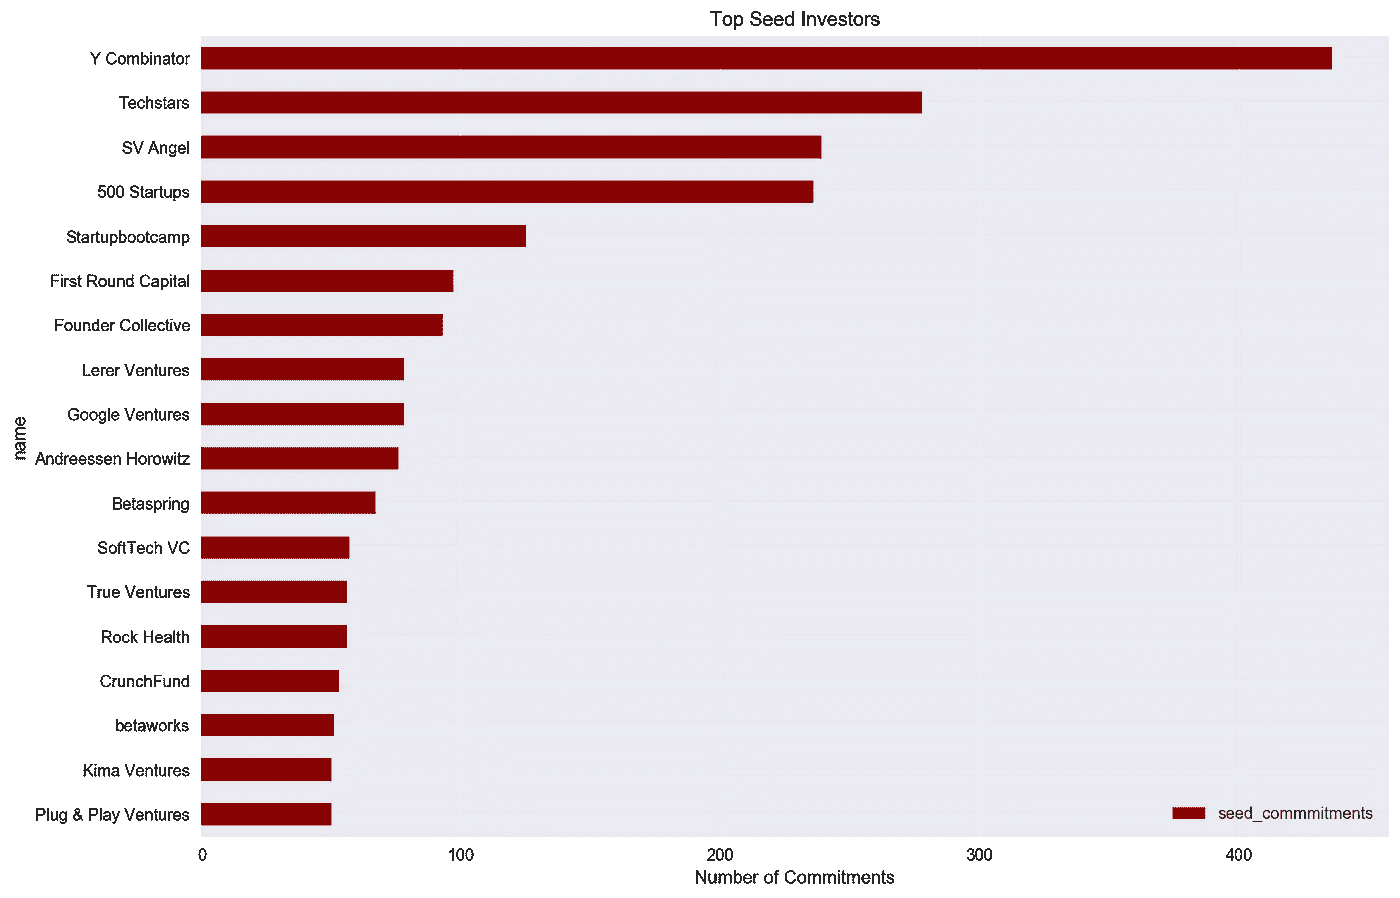 Top Seed Investors
Y Combinator
Techstars
SV Angel
500 Startups
Startupbootcamp
First Round Capital
Founder Collective
Lerer Ventures
Google Ventures
name
Andreessen Horowitz
Betaspring
SoftTech VC
True Ventures
Rock Health
CrunchFund
betaworks
Kima Ventures
Plug & Play Ventures
seed_commmitments
0 100 200 300 400
Number of Commitments